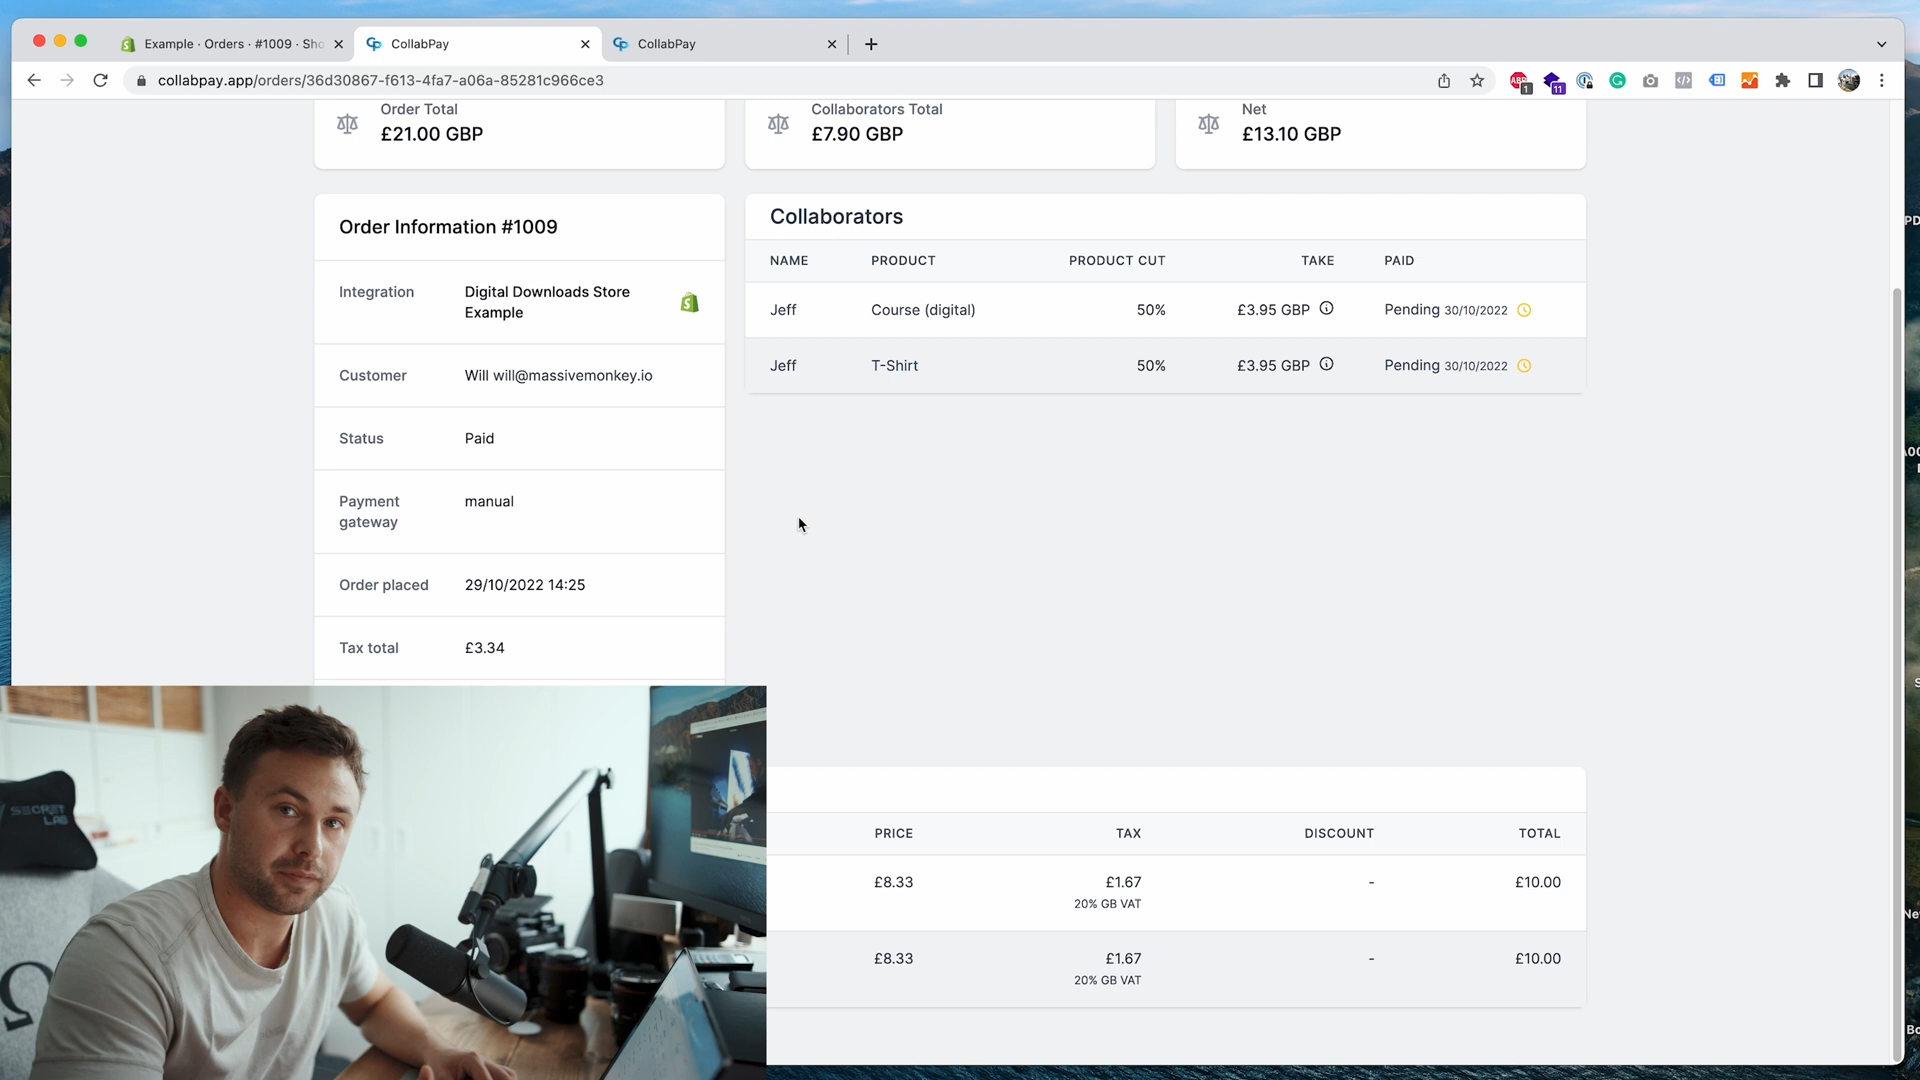 Example · Orders · #1009 · Sho
CollabPay
CollabPay
collabpay.app/orders/36d30867-f613-4fa7-a06a-85281c966ce3
ABP
1
11
Order Total
£21.00 GBP
Collaborators Total
£7.90 GBP
Net
£13.10 GBP
Order Information #1009
Integration
Digital Downloads Store
Example
Customer
Will will@massivemonkey.io
Status
Paid
Payment
gateway
manual
Order placed
29/10/2022 14:25
Tax total
£3.34
Collaborators
NAME PRODUCT PRODUCT CUT TAKE PAID
Jeff Course (digital) 50% £3.95 GBP Pending 30/10/2022
Jeff T-Shirt 50% £3.95 GBP Pending 30/10/2022
PRICE TAX DISCOUNT TOTAL
£8.33 £1.67 - £10.00
20% GB VAT
£8.33 £1.67 - £10.00
20% GB VAT
SECRET
LAB